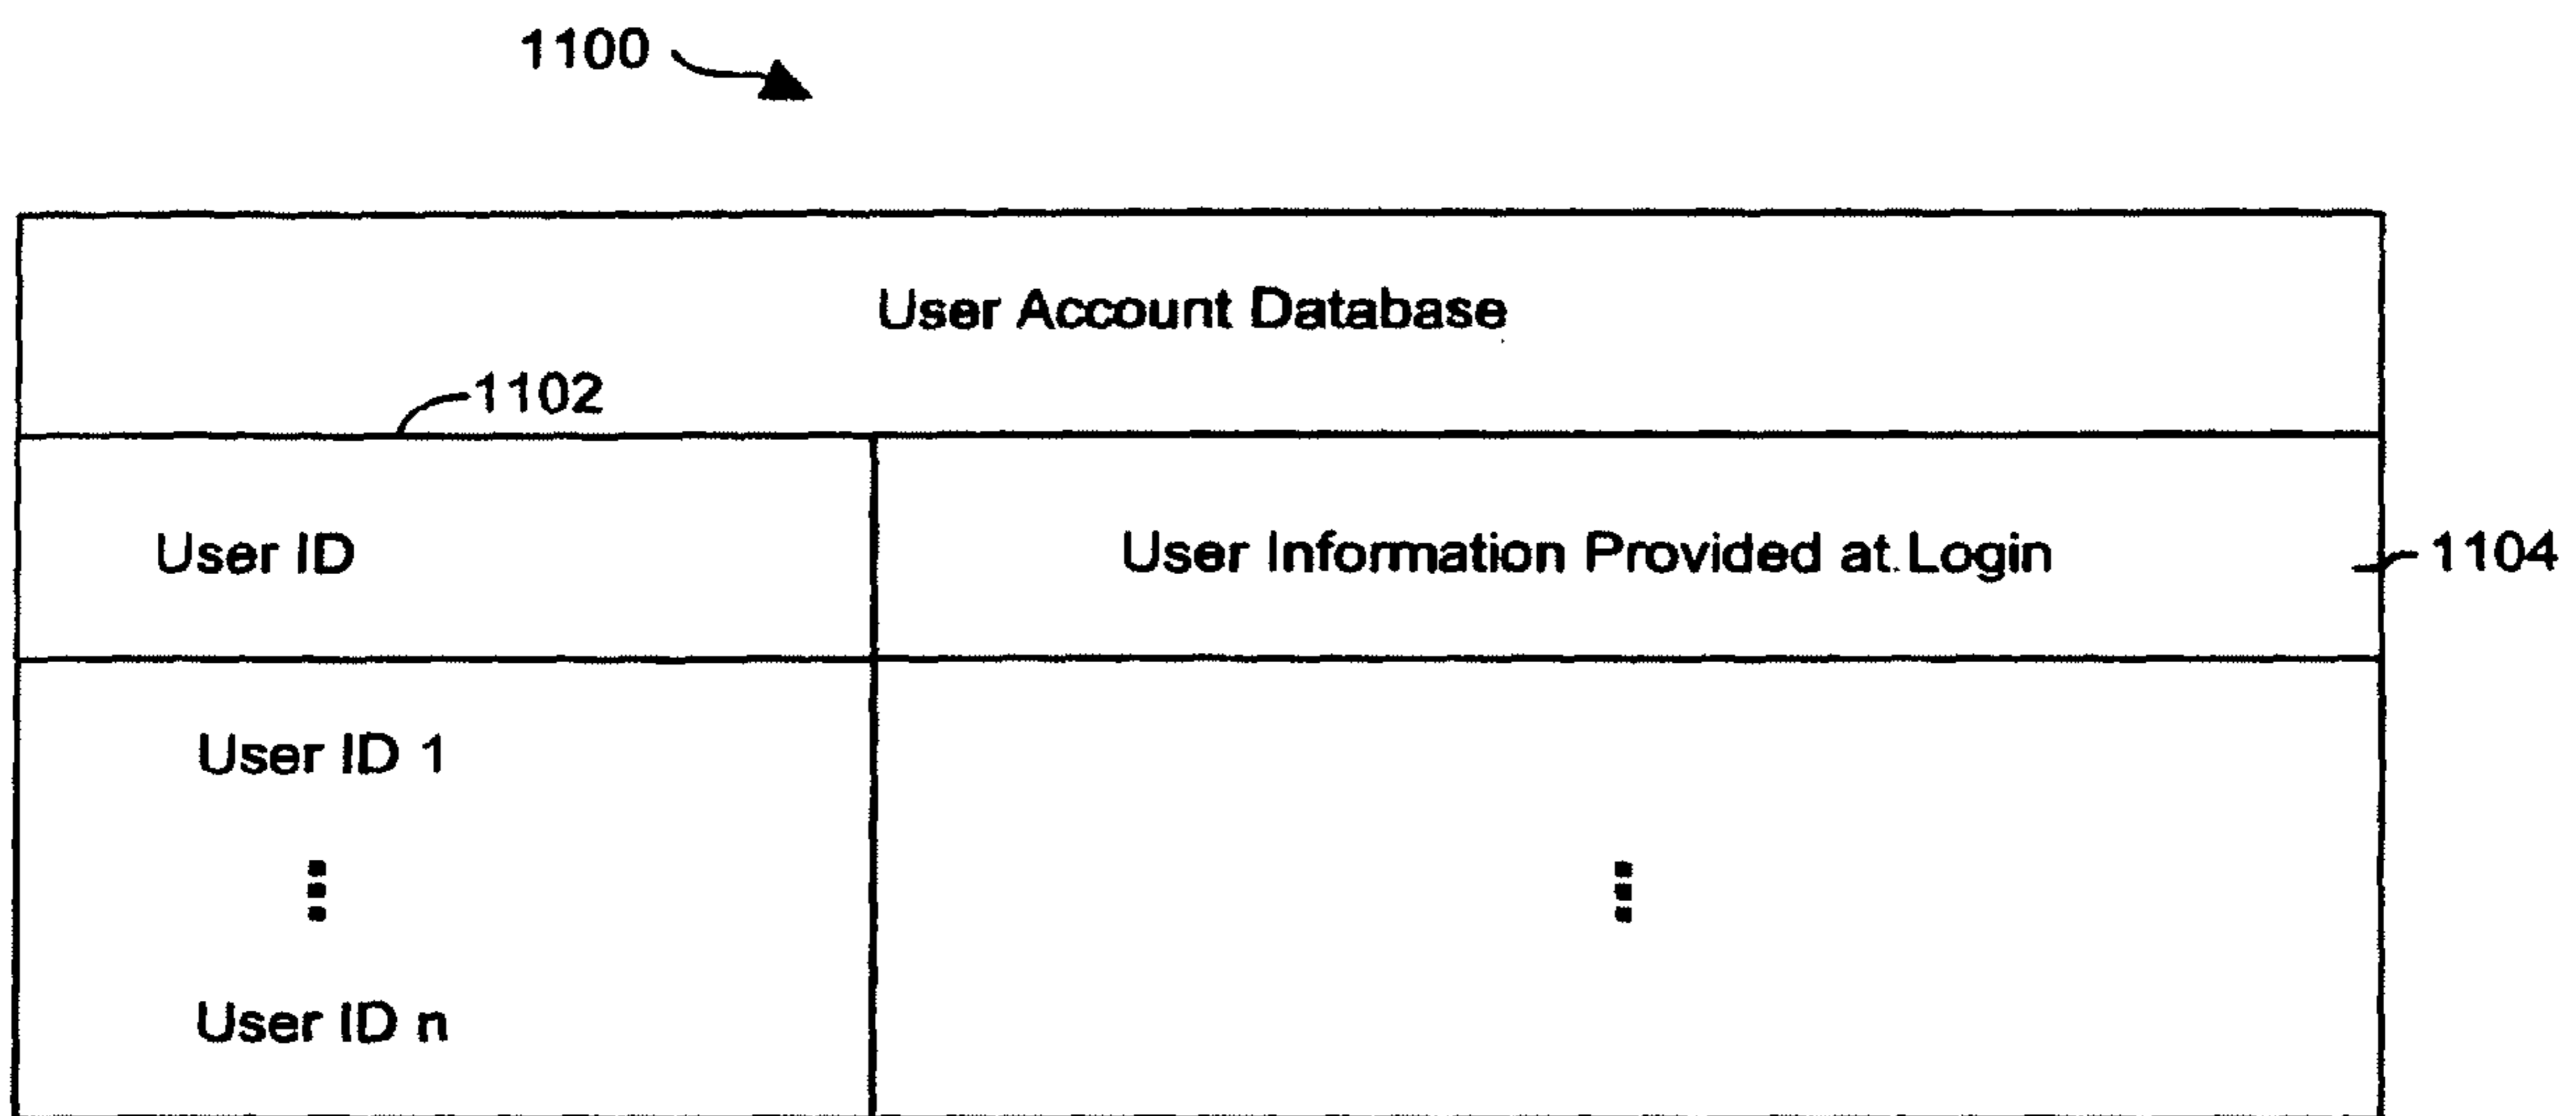 1100
User Account Database
1102
User ID
User Information Provided at Login
1104
User ID 1
User ID n